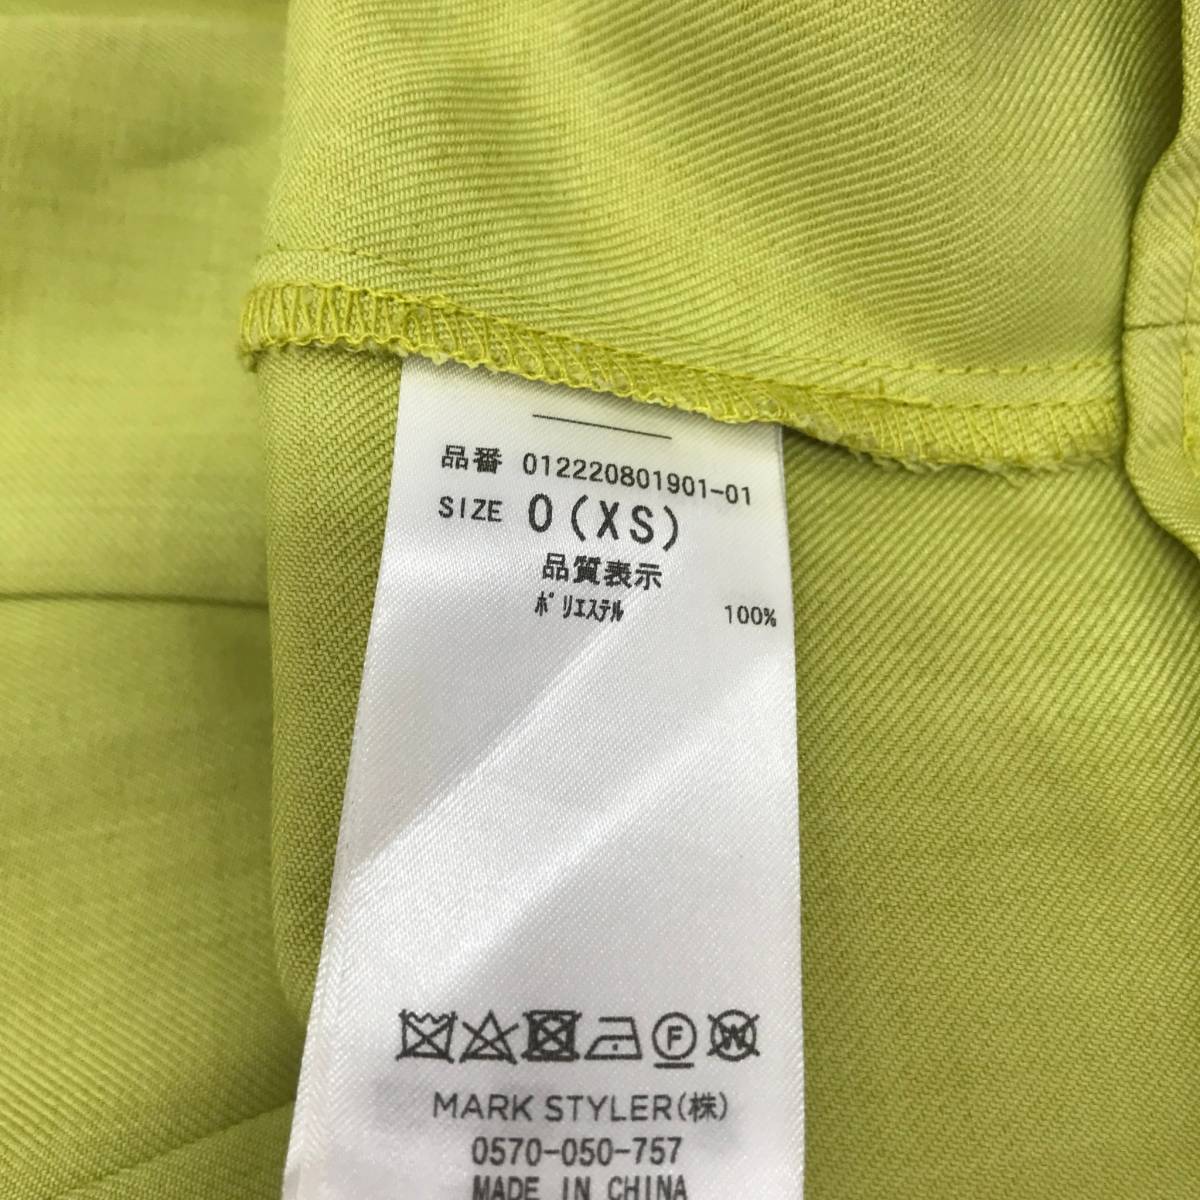 品番 012220801901-01
SIZE 0(XS)
品質表示
ポリエステル 100%
F W
MARK STYLER(株)
0570-050-757
MADE IN CHINA